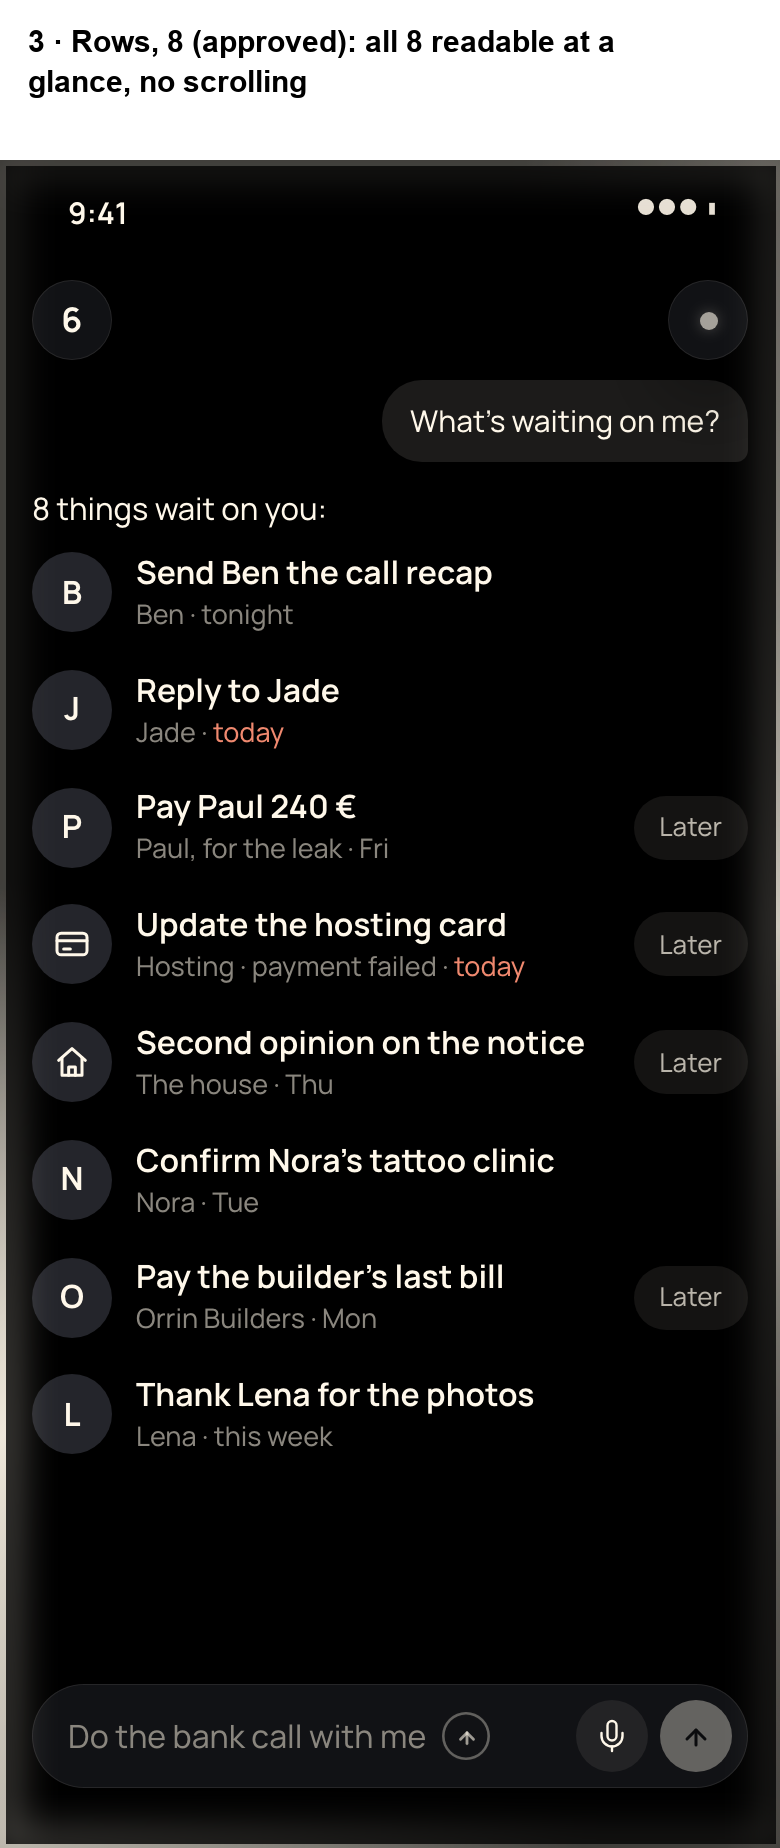 3 · Rows, 8 (approved): all 8 readable at a
glance, no scrolling
9:41
6
What’s waiting on me?
8 things wait on you:
B
Send Ben the call recap
Ben · tonight
J
Reply to Jade
Jade · today
P
Pay Paul 240 €
Paul, for the leak · Fri
Later
Update the hosting card
Hosting · payment failed · today
Later
Second opinion on the notice
The house · Thu
Later
N
Confirm Nora’s tattoo clinic
Nora · Tue
O
Pay the builder’s last bill
Orrin Builders · Mon
Later
L
Thank Lena for the photos
Lena · this week
Do the bank call with me